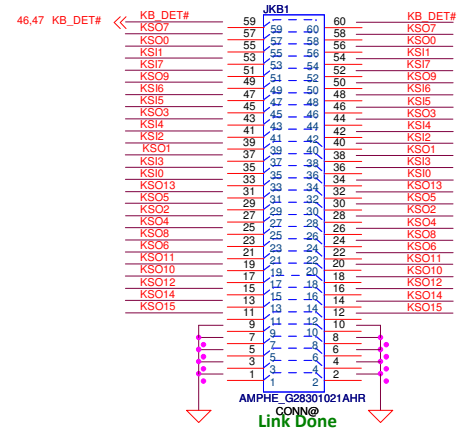 JKB1
46,47 KB_DET# 59 59 60 60 KB_DET#
KSO7 57 57 58 58 KSO7
KSO0 55 55 56 56 KSO0
KSI1 53 53 54 54 KSI1
KSI7 51 51 52 52 KSI7
KSO9 49 49 50 50 KSO9
KSI6 47 47 48 48 KSI6
KSI5 45 45 46 46 KSI5
KSO3 43 43 44 44 KSO3
KSI4 41 41 42 42 KSI4
KSI2 39 39 40 40 KSI2
KSO1 37 37 38 38 KSO1
KSI3 35 35 36 36 KSI3
KSI0 33 33 34 34 KSI0
KSO13 31 31 32 32 KSO13
KSO5 29 29 30 30 KSO5
KSO2 27 27 28 28 KSO2
KSO4 25 25 26 26 KSO4
KSO8 23 23 24 24 KSO8
KSO6 21 21 22 22 KSO6
KSO11 19 19 20 20 KSO11
KSO10 17 17 18 18 KSO10
KSO12 15 15 16 16 KSO12
KSO14 13 13 14 14 KSO14
KSO15 11 11 12 12 KSO15
9 9 10 10
7 7 8 8
5 5 6 6
3 3 4 4
1 1 2 2
AMPHE_G28301021AHR
CONN@
Link Done